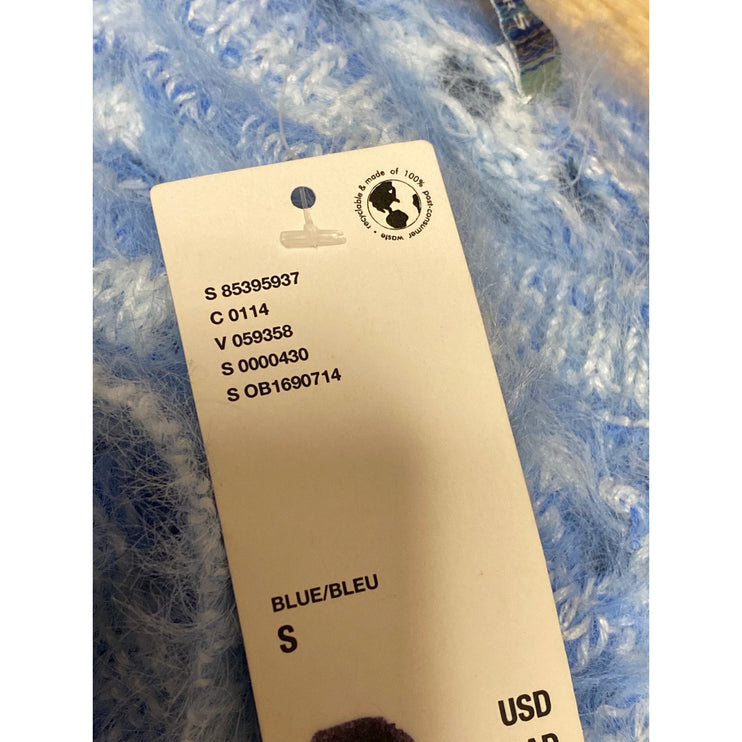 recyclable & made of 100% post-consumer waste •
S 85395937
C 0114
V 059358
S 0000430
S OB1690714
BLUE/BLEU
S
USD